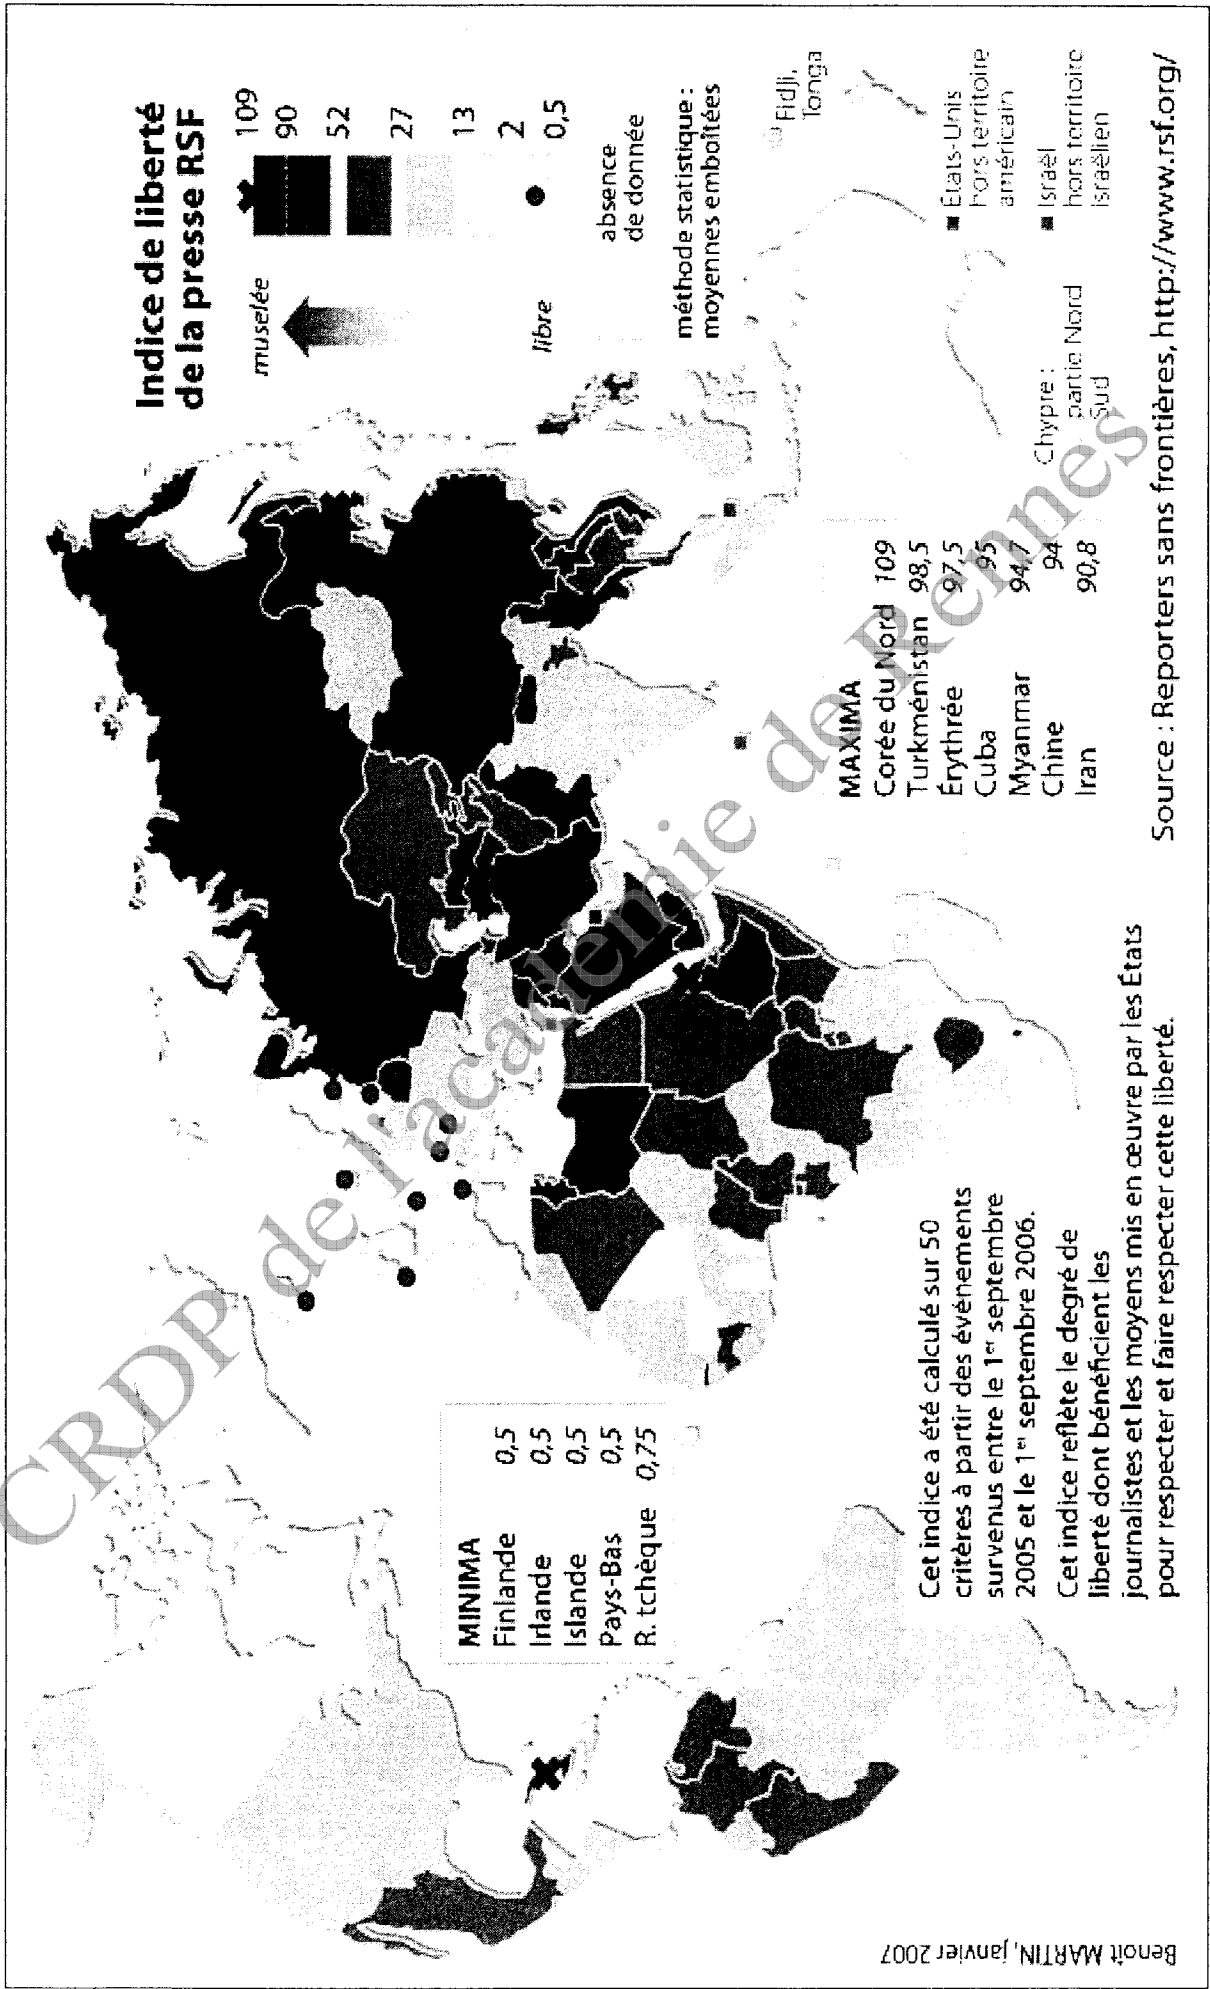 Indice de liberté
de la presse RSF
muselée
109
90
52
27
13
2
0,5
libre
absence
de donnée
méthode statistique :
moyennes emboîtées
Fidji,
Tonga
États-Unis
hors territoire
américain
Israël
hors territoire
israélien
Chypre :
partie Nord
Sud
MINIMA
Finlande 0,5
Irlande 0,5
Islande 0,5
Pays-Bas 0,5
R. tchèque 0,75
MAXIMA
Corée du Nord 109
Turkménistan 98,5
Érythrée 97,5
Cuba 95
Myanmar 94,7
Chine 94
Iran 90,8
Cet indice a été calculé sur 50
critères à partir des événements
survenus entre le 1er septembre
2005 et le 1er septembre 2006.
Cet indice reflète le degré de
liberté dont bénéficient les
journalistes et les moyens mis en œuvre par les États
pour respecter et faire respecter cette liberté.
Source : Reporters sans frontières, http://www.rsf.org/
Benoît MARTIN, janvier 2007
CRDP de l'académie de Rennes